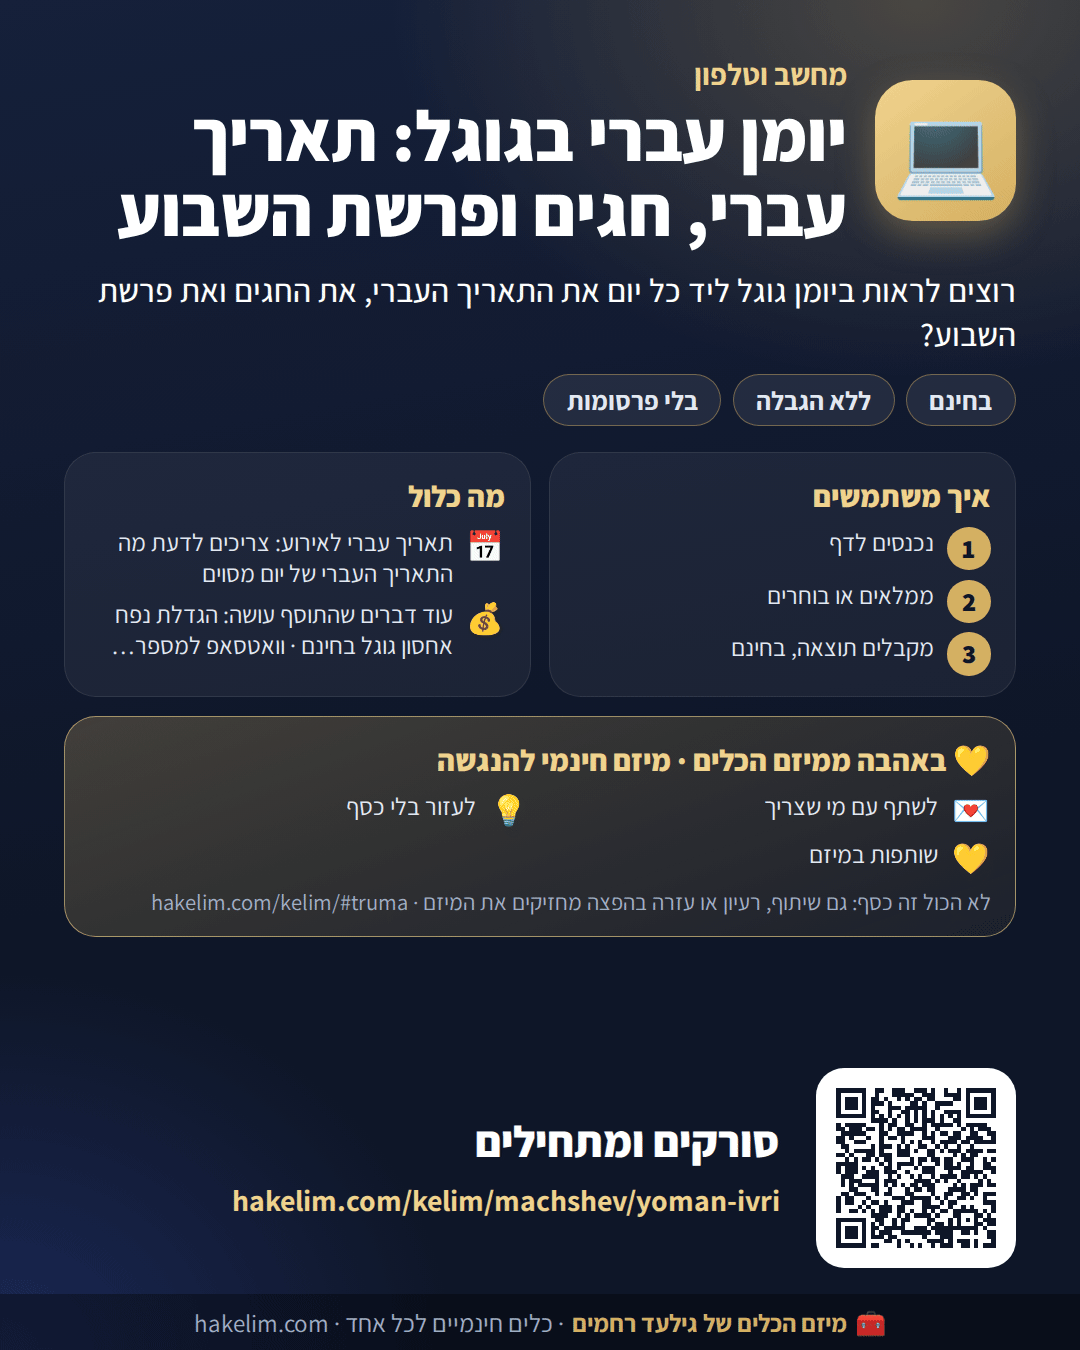 מחשב וטלפון
יומן עברי בגוגל: תאריך
עברי, חגים ופרשת השבוע
רוצים לראות ביומן גוגל ליד כל יום את התאריך העברי, את החגים ואת פרשת
השבוע?
בחינם
ללא הגבלה
בלי פרסומות
איך משתמשים
1 נכנסים לדף
2 ממלאים או בוחרים
3 מקבלים תוצאה, בחינם
מה כלול
July 17
תאריך עברי לאירוע: צריכים לדעת מה
התאריך העברי של יום מסוים
עוד דברים שהתוסף עושה: הגדלת נפח
אחסון גוגל בחינם · וואטסאפ למספר...
💛 באהבה ממיזם הכלים · מיזם חינמי להנגשה
💌 לשתף עם מי שצריך
💡 לעזור בלי כסף
💛 שותפות במיזם
לא הכול זה כסף: גם שיתוף, רעיון או עזרה בהפצה מחזיקים את המיזם · hakelim.com/kelim/#truma
סורקים ומתחילים
hakelim.com/kelim/machshev/yoman-ivri
🧰 מיזם הכלים של גילעד רחמים · כלים חינמיים לכל אחד · hakelim.com